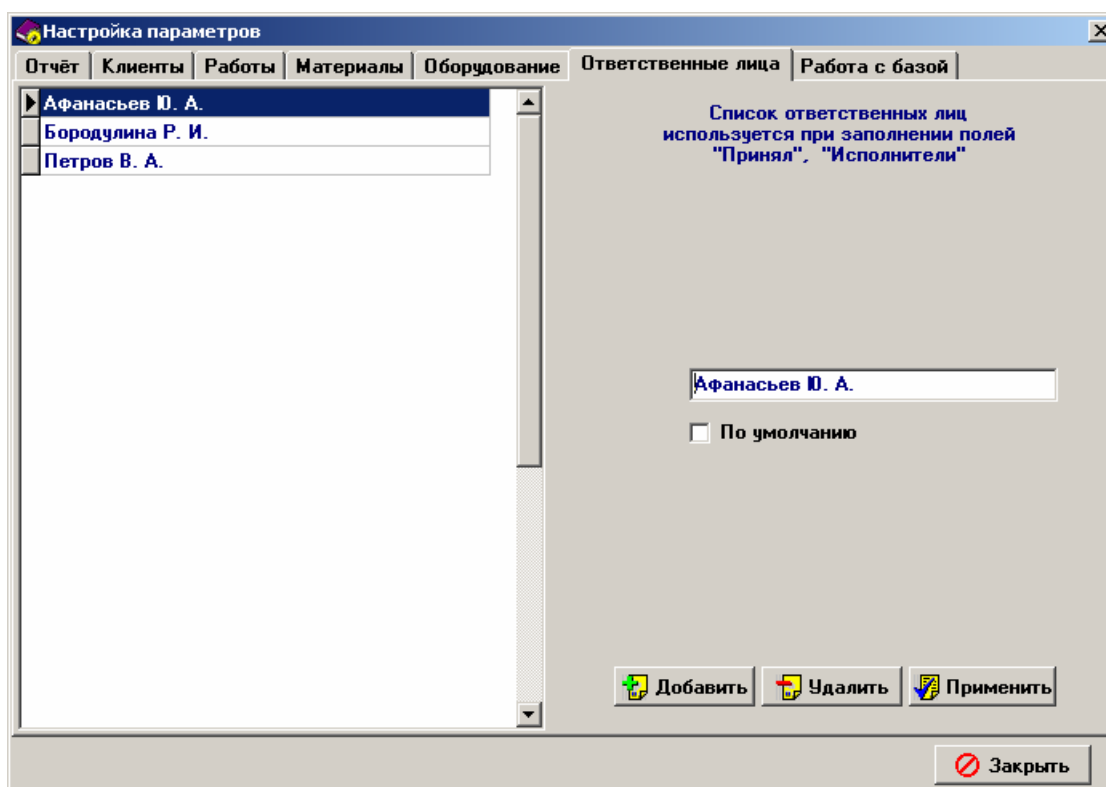 Настройка параметров
Отчёт Клиенты Работы Материалы Оборудование Ответственные лица Работа с базой
Афанасьев Ю. А.
Бородулина Р. И.
Петров В. А.
Список ответственных лиц
используется при заполнении полей
"Принял", "Исполнители"
Афанасьев Ю. А.
По умолчанию
Добавить Удалить Применить
Закрыть